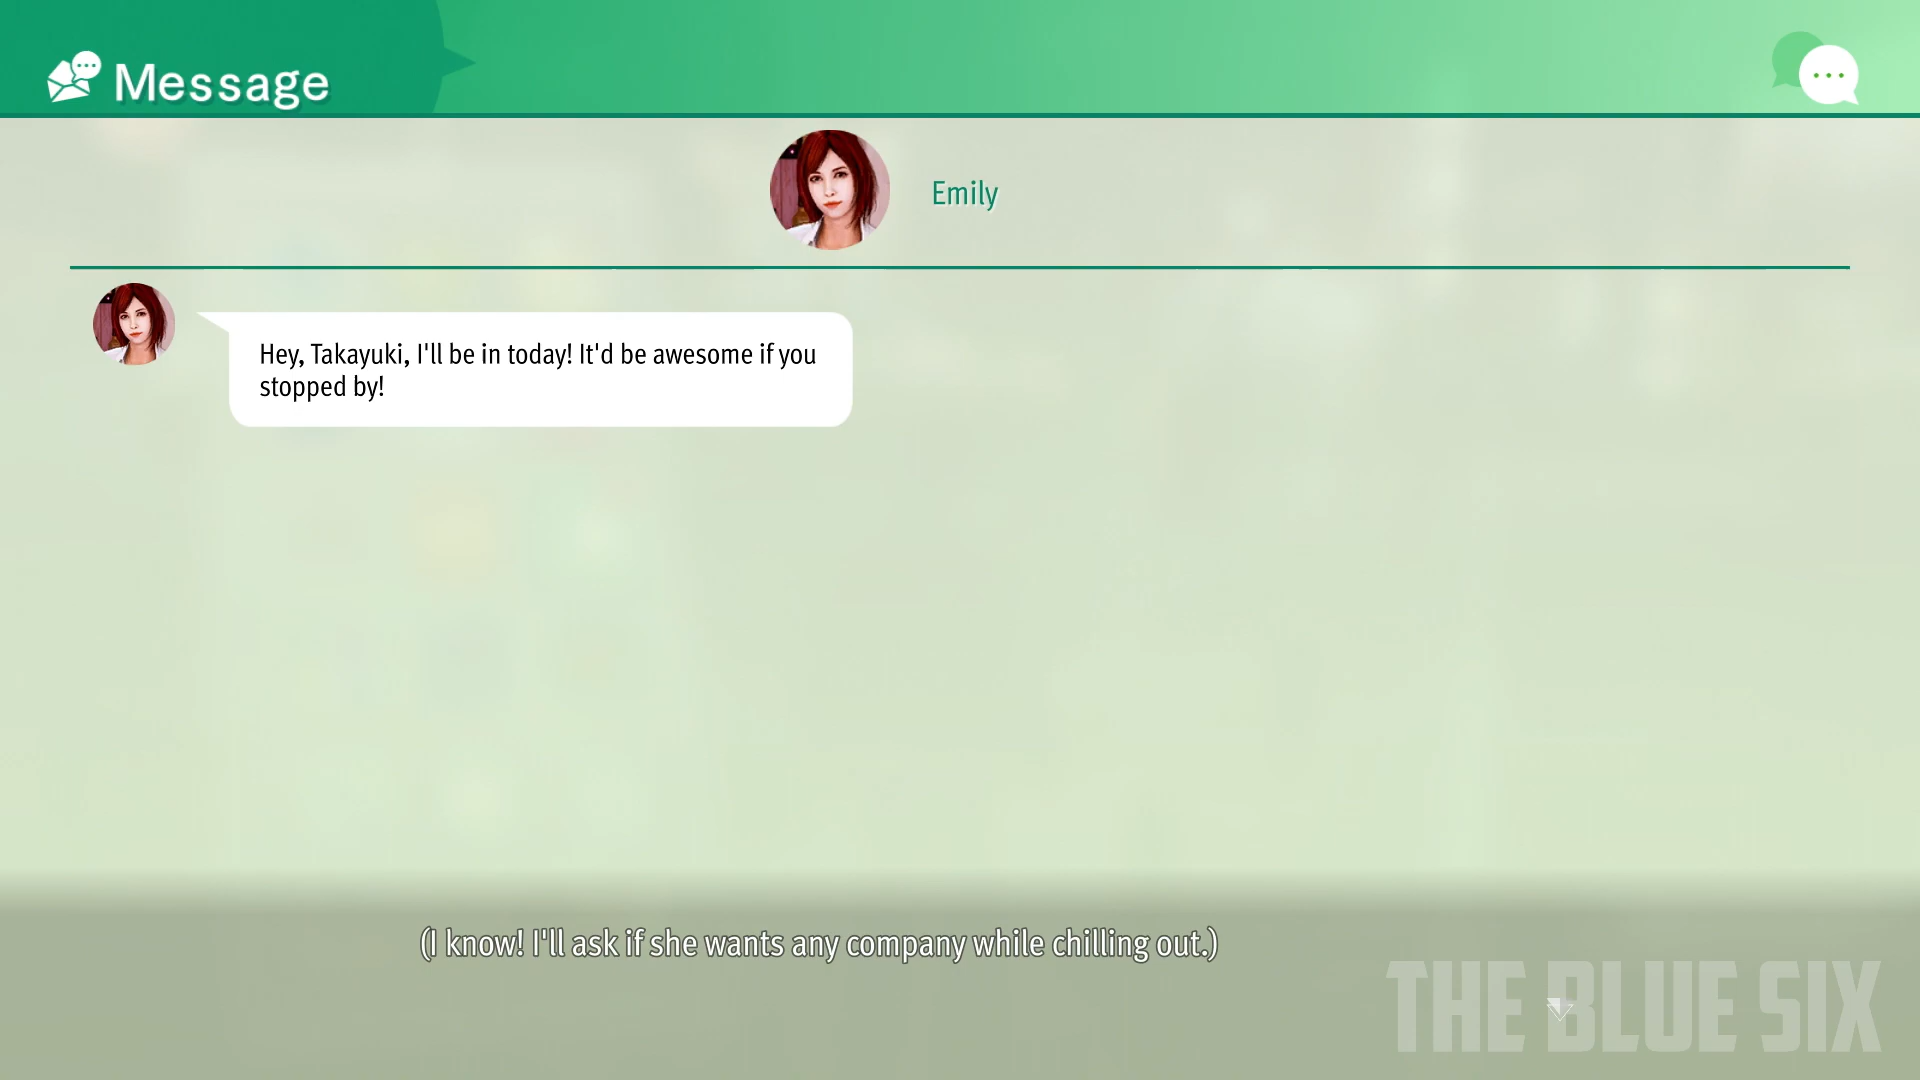 Message
Emily
Hey, Takayuki, I'll be in today! It'd be awesome if you
stopped by!
(I know! I'll ask if she wants any company while chilling out.)
THE BLUE SIX